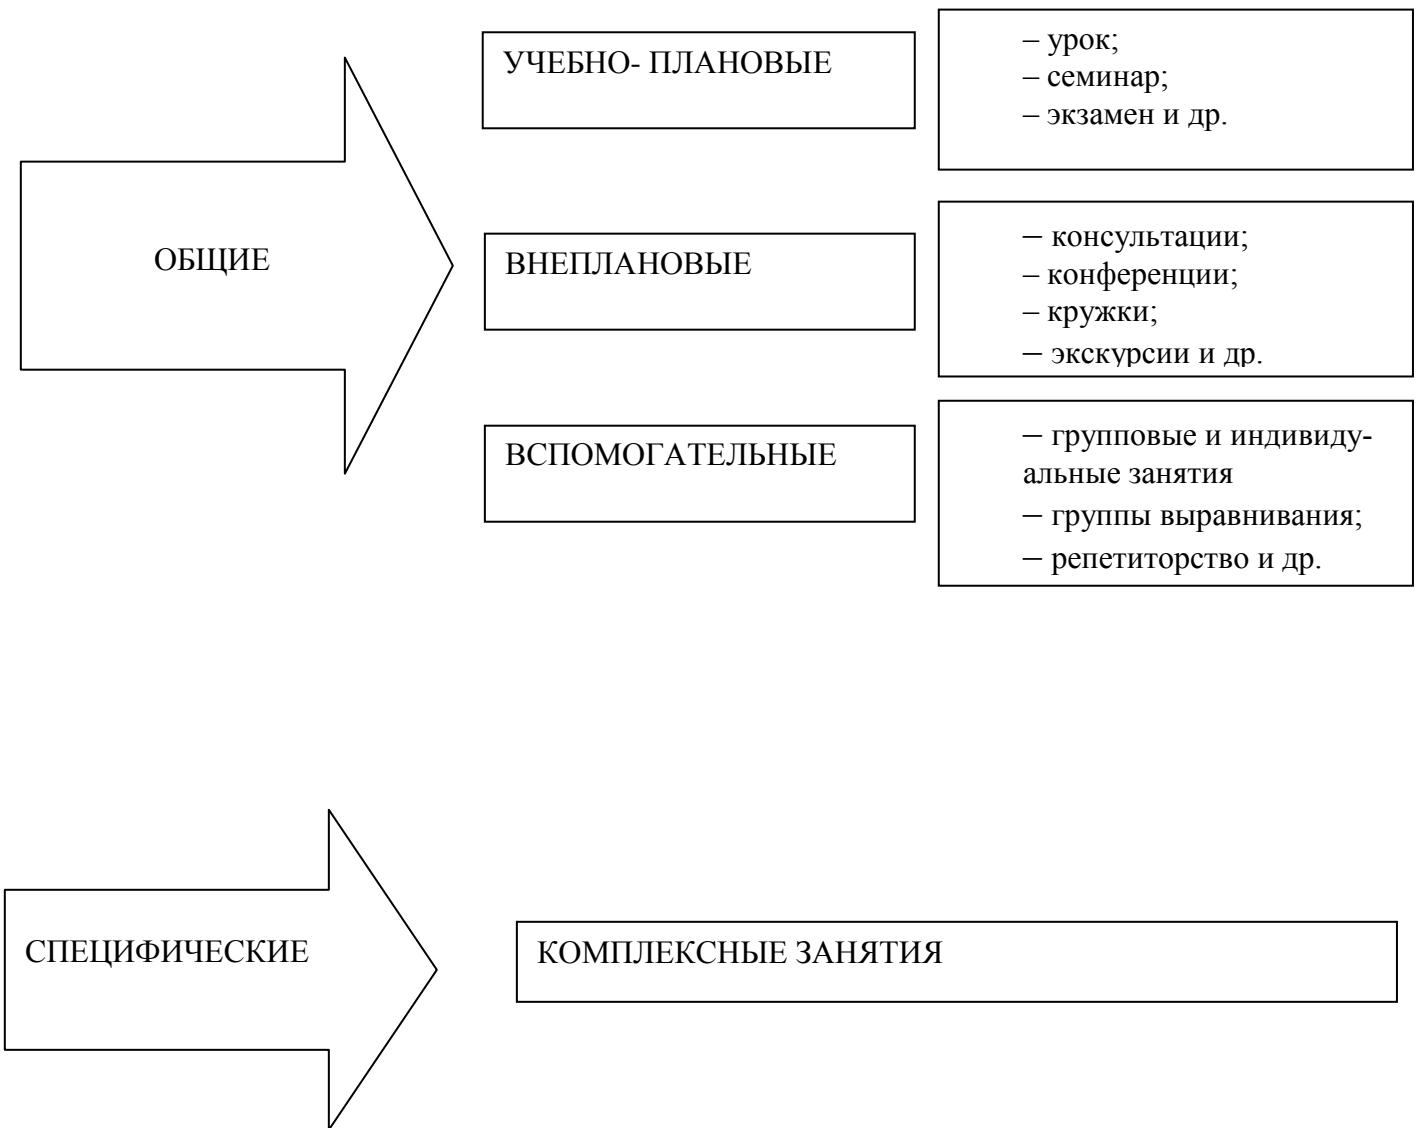 УЧЕБНО- ПЛАНОВЫЕ
– урок;
– семинар;
– экзамен и др.
ОБЩИЕ
ВНЕПЛАНОВЫЕ
– консультации;
– конференции;
– кружки;
– экскурсии и др.
ВСПОМОГАТЕЛЬНЫЕ
– групповые и индивиду-
альные занятия
– группы выравнивания;
– репетиторство и др.
СПЕЦИФИЧЕСКИЕ
КОМПЛЕКСНЫЕ ЗАНЯТИЯ